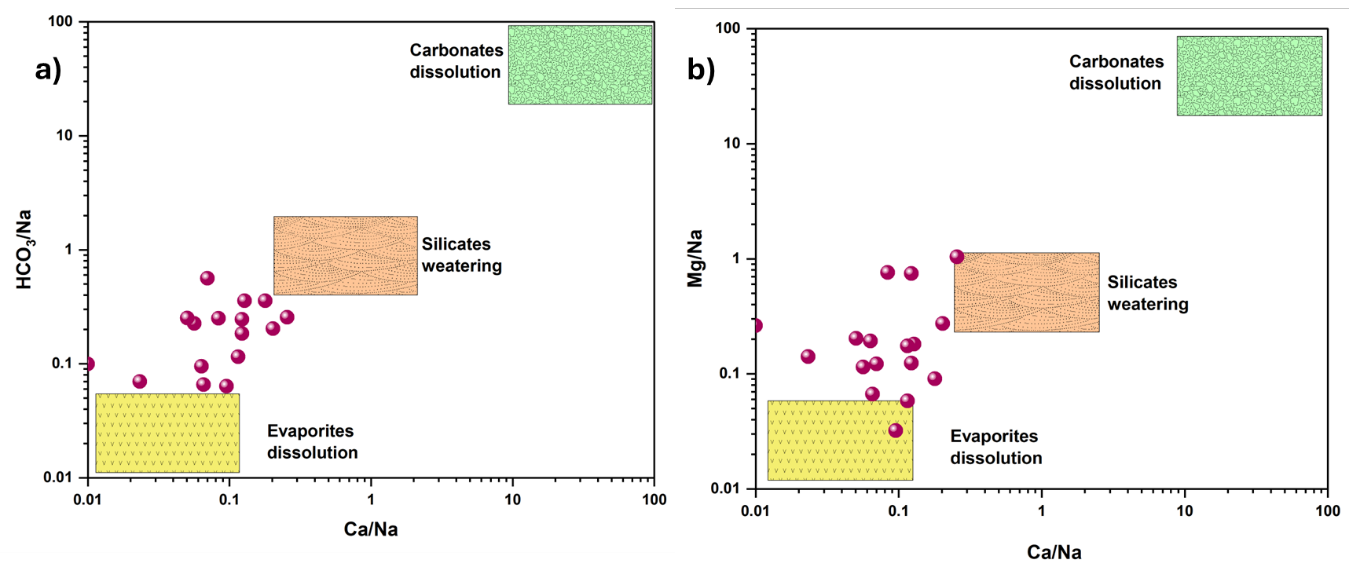 a)
100
10
1
0.1
0.01
HCO₃/Na
Carbonates
dissolution
Silicates
weatering
Evaporites
dissolution
0.01
0.1
1
10
100
Ca/Na
b)
100
10
1
0.1
0.01
Mg/Na
Carbonates
dissolution
Silicates
weatering
Evaporites
dissolution
0.01
0.1
1
10
100
Ca/Na